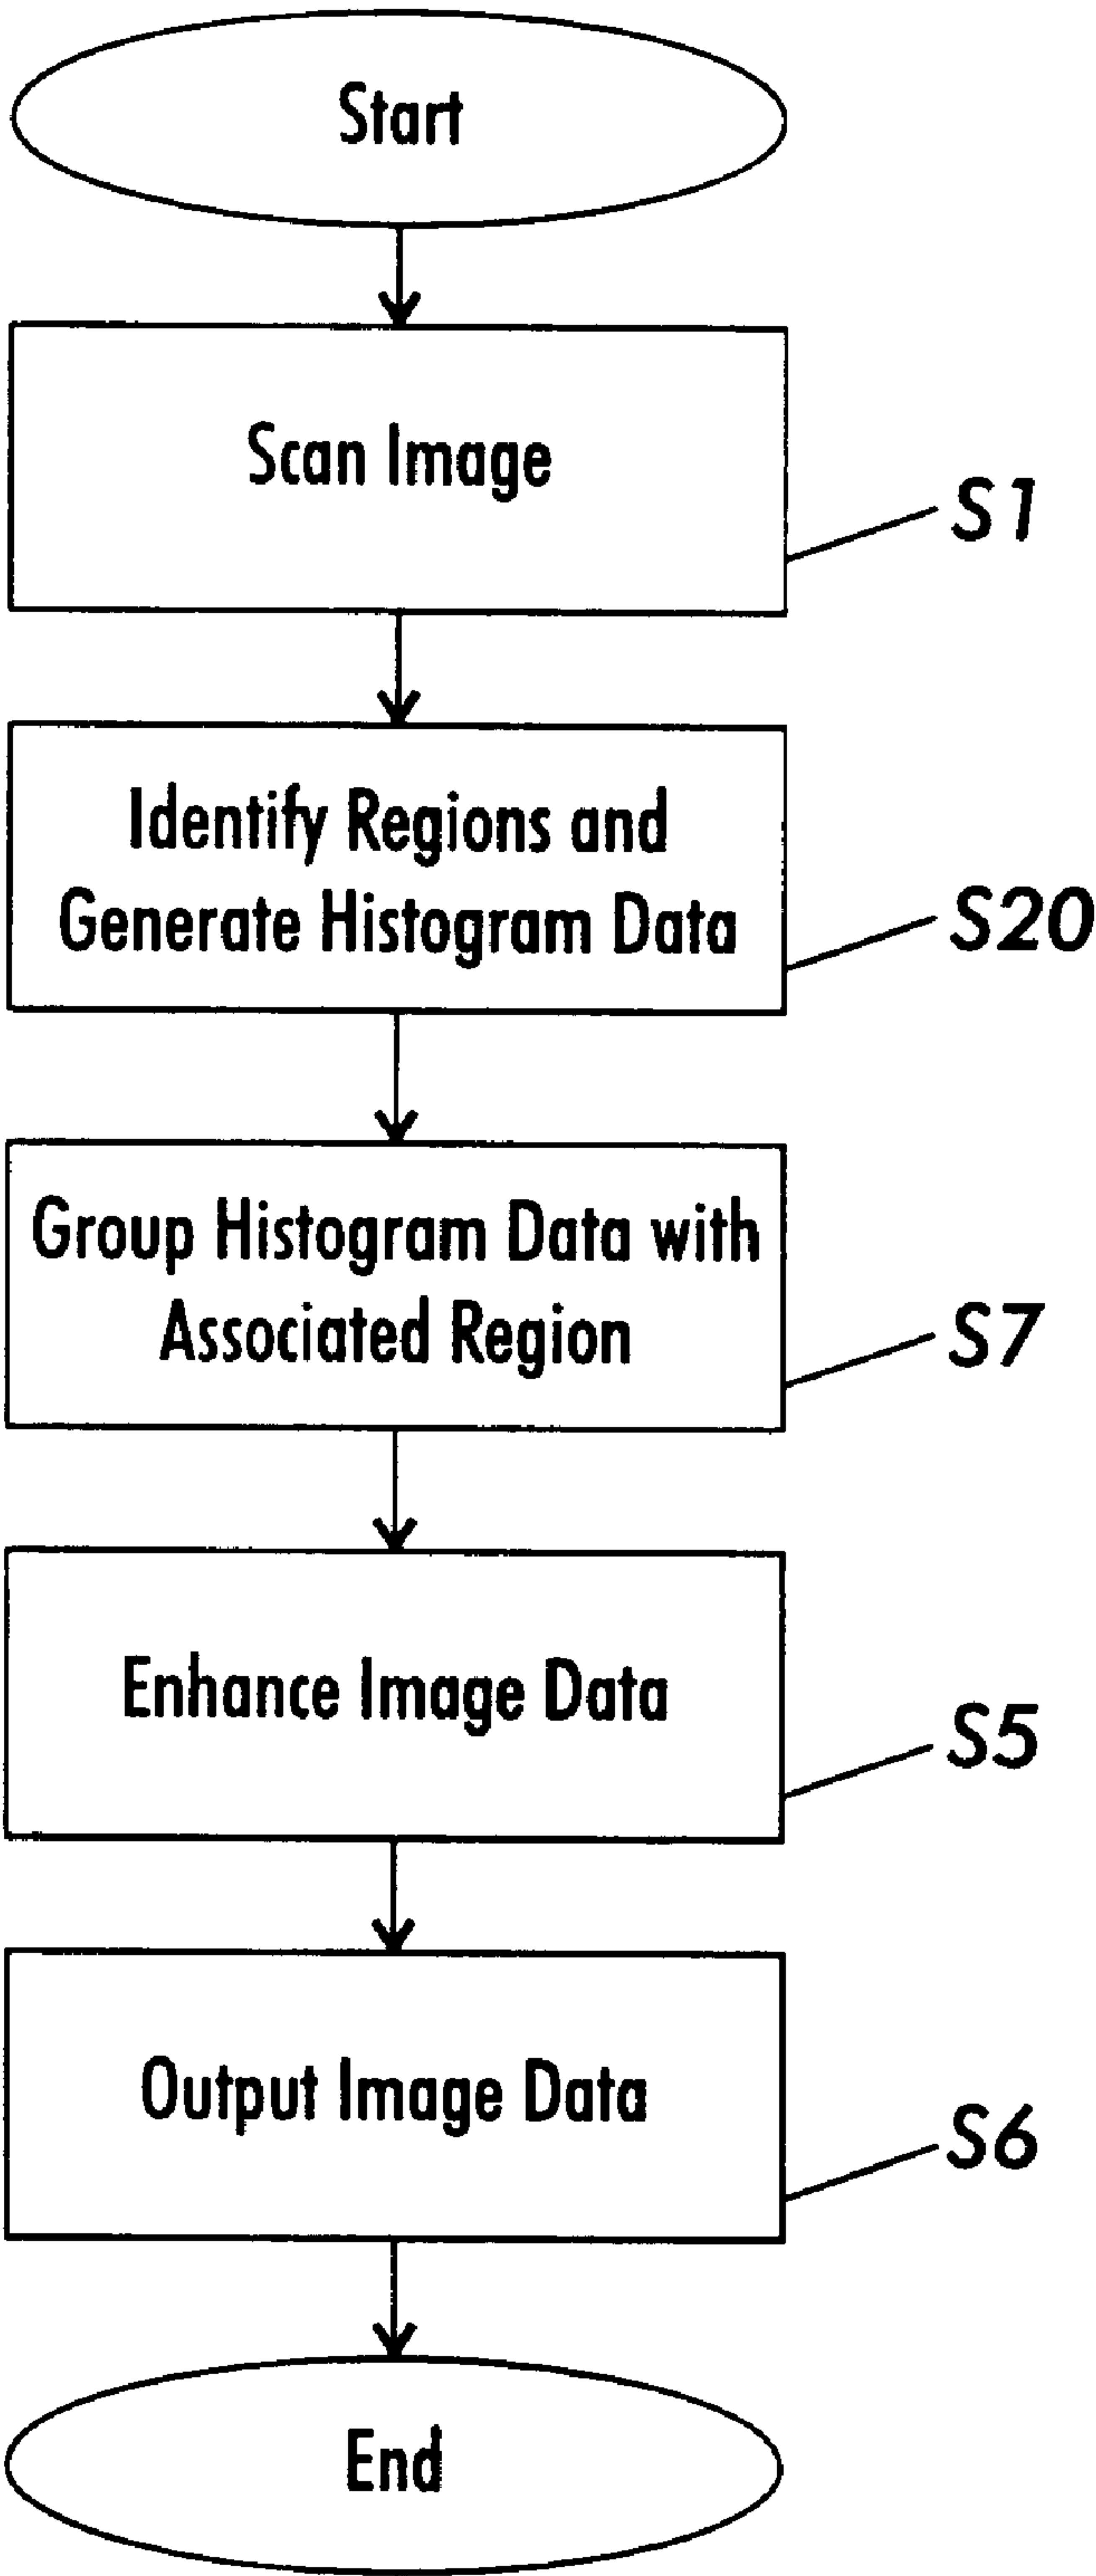 Start
Scan Image
S1
Identify Regions and
Generate Histogram Data
S20
Group Histogram Data with
Associated Region
S7
Enhance Image Data
S5
Output Image Data
S6
End